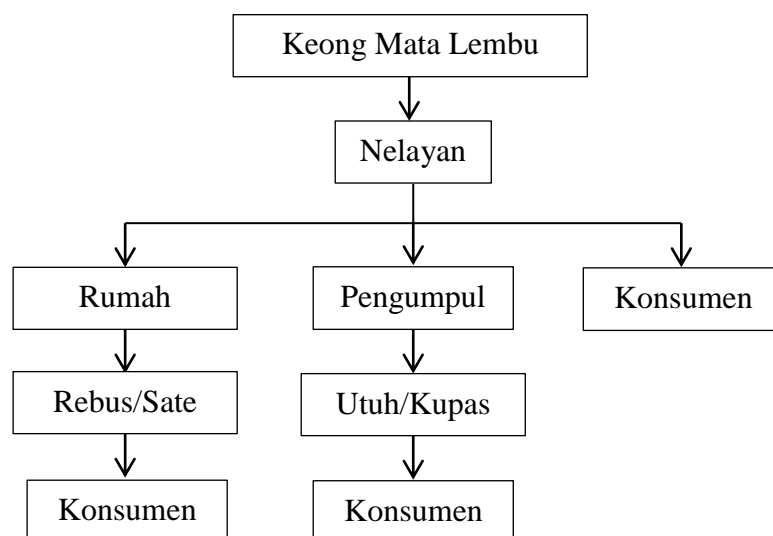 Keong Mata Lembu
Nelayan
Rumah
Pengumpul
Konsumen
Rebus/Sate
Utuh/Kupas
Konsumen
Konsumen